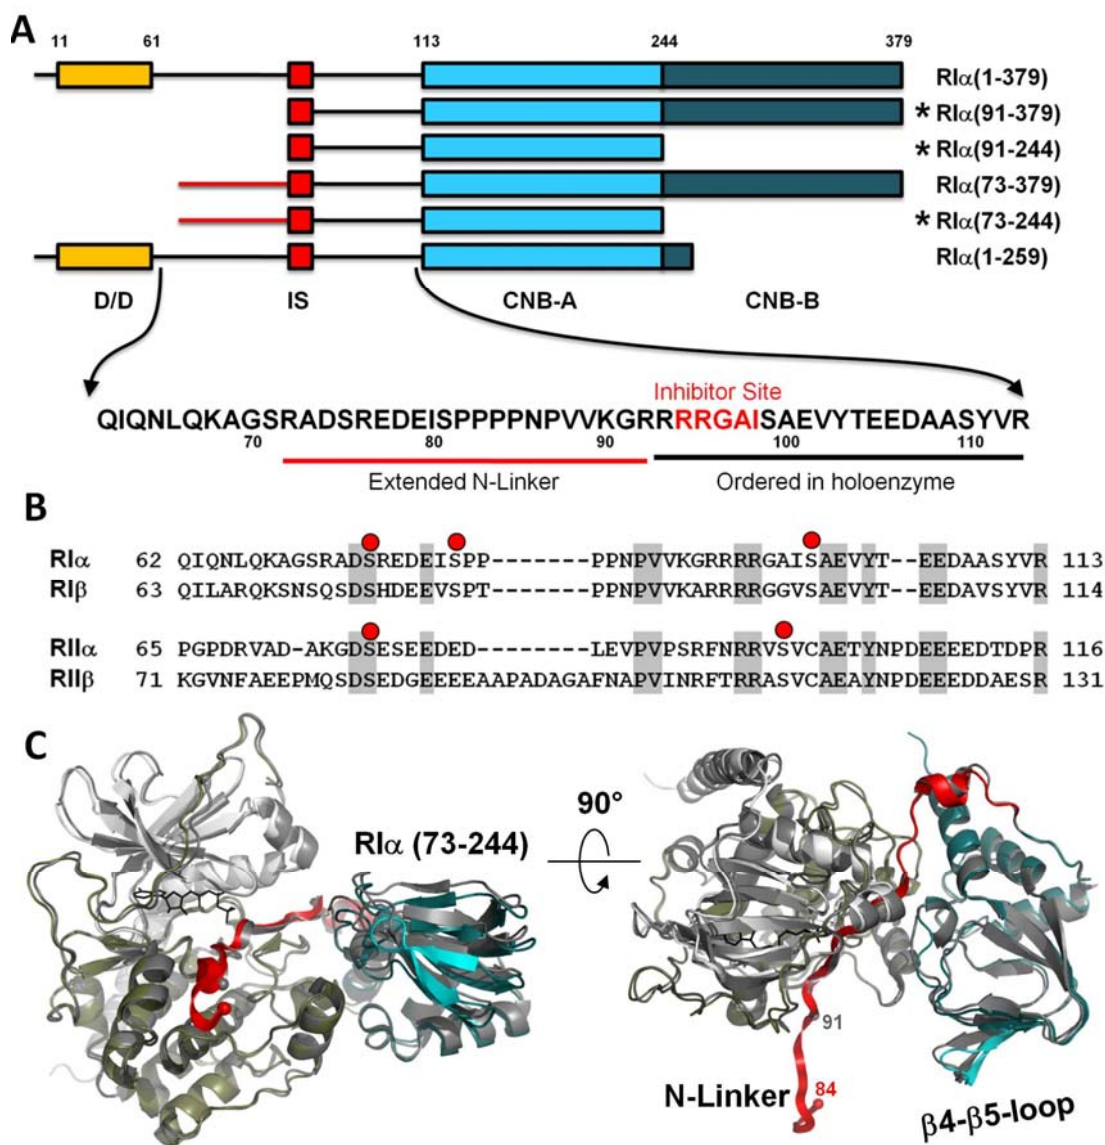 A
11 61 113 244 379
RIα(1-379)
* RIα(91-379)
* RIα(91-244)
RIα(73-379)
* RIα(73-244)
RIα(1-259)
D/D IS CNB-A CNB-B
Inhibitor Site
QIQNLQKAGSRADSREDEISPPPPNPVVKGRRRRGAISAEVYTEEDAASYVR
70 80 90 100 110
Extended N-Linker Ordered in holoenzyme
B
RIα 62 QIQNLQKAGSRADSREDEISPP----------PPNPVVKGRRRRGAISAEVYT--EEDAASYVR 113
RIβ 63 QILARQKSNSQSDSHDEEVSPT----------PPNPVVKARRRRGGVSAEVYT--EEDAVSYVR 114
RIIα 65 PGPDRVAD-AKGDSESEEDED----------LEVPVPSRFNRRVSVCAETYNPDEEEEDTDPR 116
RIIβ 71 KGVNFAEEPMQSDSEDGEEEEAAPADAGAFNAPVINRFTRRASVCAEAYNPDEEEDDAESR 131
C
RIα (73-244)
90°
91
84
N-Linker
β4-β5-loop